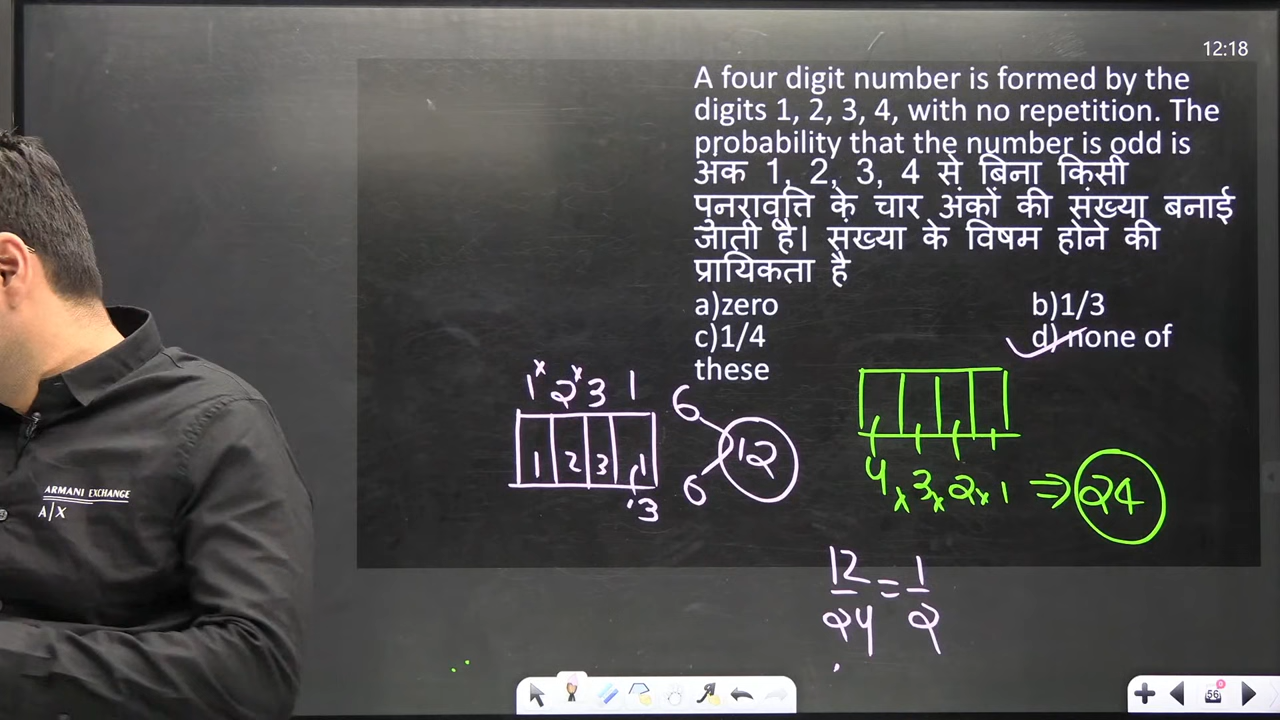 12:18
A four digit number is formed by the
digits 1, 2, 3, 4, with no repetition. The
probability that the number is odd is
अंक 1, 2, 3, 4 से बिना किसी
पुनरावृत्ति के चार अंकों की संख्या बनाई
जाती है। संख्या के विषम होने की
प्रायिकता है
a)zero b)1/3
c)1/4 d) none of
these
1 × 2 × 3 1
1 2 3 1
3
6
6
12
4 × 3 × 2 × 1 ⇒ 24
12/24 = 1/2
ARMANI EXCHANGE
A|X
56